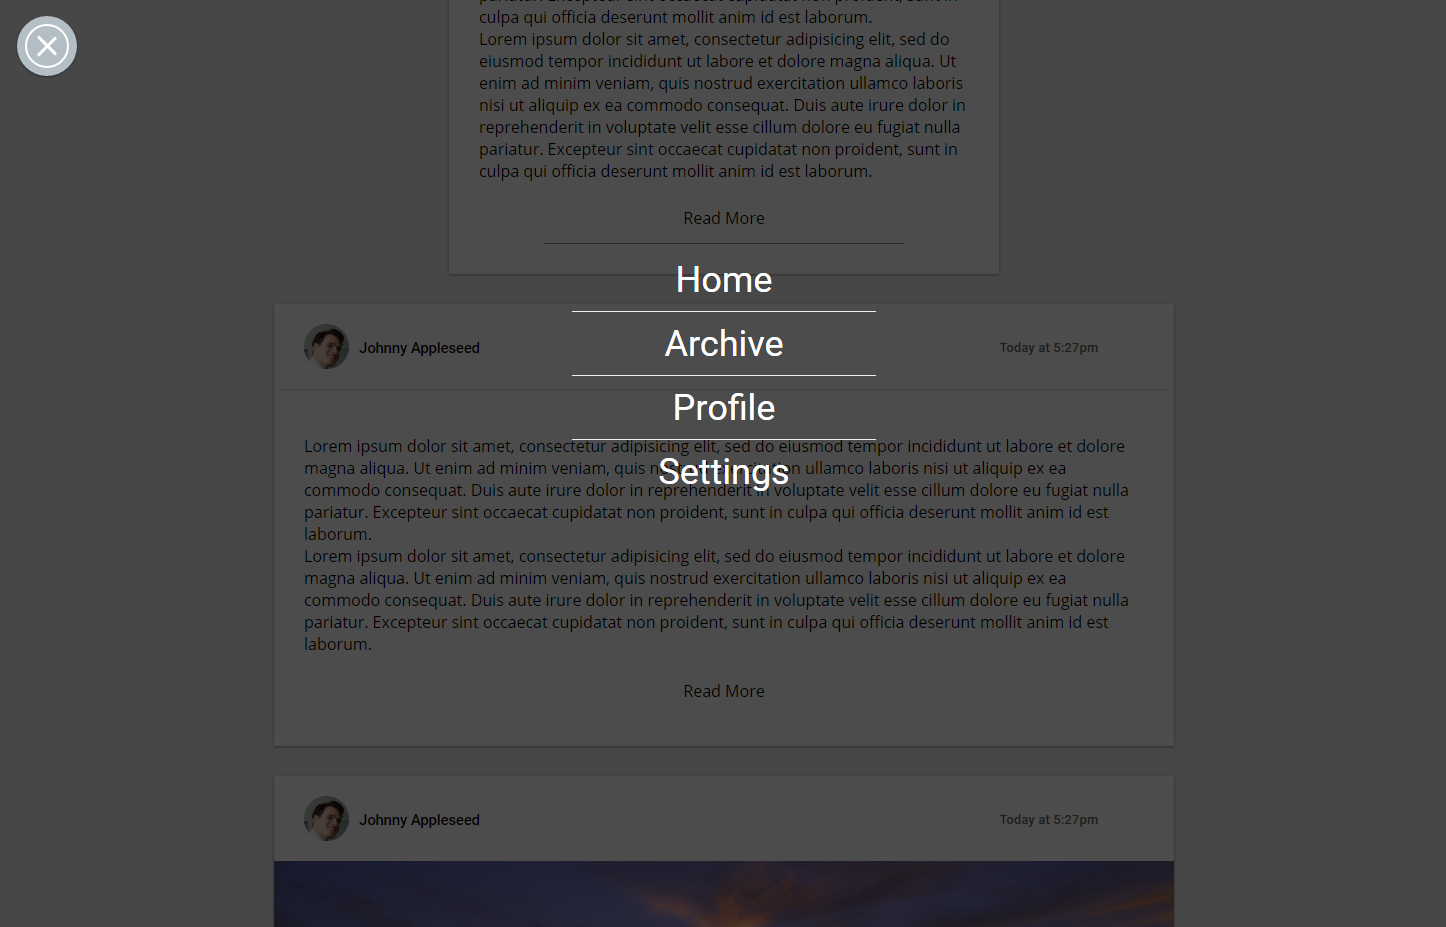 pariatur. Excepteur sint occaecat cupidatat non proident, sunt in
culpa qui officia deserunt mollit anim id est laborum.
Lorem ipsum dolor sit amet, consectetur adipisicing elit, sed do
eiusmod tempor incididunt ut labore et dolore magna aliqua. Ut
enim ad minim veniam, quis nostrud exercitation ullamco laboris
nisi ut aliquip ex ea commodo consequat. Duis aute irure dolor in
reprehenderit in voluptate velit esse cillum dolore eu fugiat nulla
pariatur. Excepteur sint occaecat cupidatat non proident, sunt in
culpa qui officia deserunt mollit anim id est laborum.
Read More
Home
Archive
Profile
Settings
Johnny Appleseed
Today at 5:27pm
Lorem ipsum dolor sit amet, consectetur adipisicing elit, sed do eiusmod tempor incididunt ut labore et dolore
magna aliqua. Ut enim ad minim veniam, quis nostrud exercitation ullamco laboris nisi ut aliquip ex ea
commodo consequat. Duis aute irure dolor in reprehenderit in voluptate velit esse cillum dolore eu fugiat nulla
pariatur. Excepteur sint occaecat cupidatat non proident, sunt in culpa qui officia deserunt mollit anim id est
laborum.
Lorem ipsum dolor sit amet, consectetur adipisicing elit, sed do eiusmod tempor incididunt ut labore et dolore
magna aliqua. Ut enim ad minim veniam, quis nostrud exercitation ullamco laboris nisi ut aliquip ex ea
commodo consequat. Duis aute irure dolor in reprehenderit in voluptate velit esse cillum dolore eu fugiat nulla
pariatur. Excepteur sint occaecat cupidatat non proident, sunt in culpa qui officia deserunt mollit anim id est
laborum.
Read More
Johnny Appleseed
Today at 5:27pm